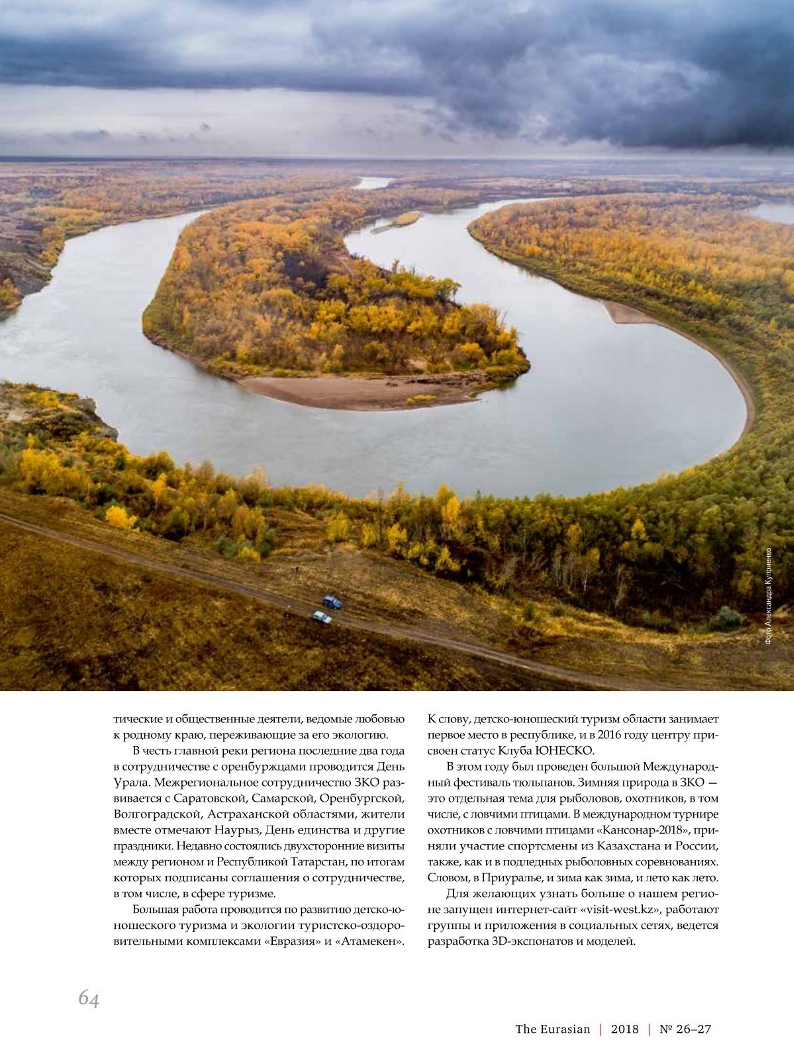 Фото Александра Куприенко
тические и общественные деятели, ведомые любовью
к родному краю, переживающие за его экологию.
В честь главной реки региона последние два года
в сотрудничестве с оренбуржцами проводится День
Урала. Межрегиональное сотрудничество ЗКО раз-
вивается с Саратовской, Самарской, Оренбургской,
Волгоградской, Астраханской областями, жители
вместе отмечают Наурыз, День единства и другие
праздники. Недавно состоялись двухсторонние визиты
между регионом и Республикой Татарстан, по итогам
которых подписаны соглашения о сотрудничестве,
в том числе, в сфере туризме.
Большая работа проводится по развитию детско-ю-
ношеского туризма и экологии туристско-оздоро-
вительными комплексами «Евразия» и «Атамекен».
К слову, детско-юношеский туризм области занимает
первое место в республике, и в 2016 году центру при-
своен статус Клуба ЮНЕСКО.
В этом году был проведен большой Международ-
ный фестиваль тюльпанов. Зимняя природа в ЗКО —
это отдельная тема для рыболовов, охотников, в том
числе, с ловчими птицами. В международном турнире
охотников с ловчими птицами «Кансонар-2018», при-
няли участие спортсмены из Казахстана и России,
также, как и в подледных рыболовных соревнованиях.
Словом, в Приуралье, и зима как зима, и лето как лето.
Для желающих узнать больше о нашем регио-
не запущен интернет-сайт «visit-west.kz», работают
группы и приложения в социальных сетях, ведется
разработка 3D-экспонатов и моделей.
64
The Eurasian | 2018 | № 26–27